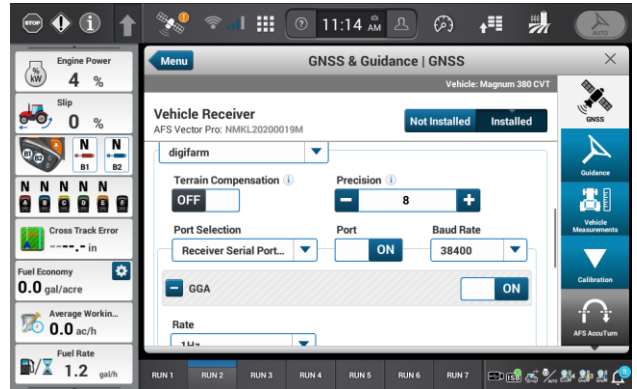 STOP
11:14 AM
AUTO
Engine Power
% kW
4 %
Slip
0 %
B1 B2
N N
B1 B2
N N N N N
A B C D E F
Cross Track Error
----.- in
Fuel Economy
0.0 gal/acre
Average Workin...
0.0 ac/h
Fuel Rate
1.2 gal/h
Menu
GNSS & Guidance | GNSS
Vehicle: Magnum 380 CVT
Vehicle Receiver
AFS Vector Pro: NMKL20200019M
Not Installed
Installed
digifarm
Terrain Compensation
Precision
OFF
8
Port Selection
Port
Baud Rate
Receiver Serial Port...
ON
38400
GGA
ON
Rate
1Hz
GNSS
Guidance
Vehicle
Measurements
Calibration
AFS AccuTurn
RUN 1
RUN 2
RUN 3
RUN 4
RUN 5
RUN 6
RUN 7